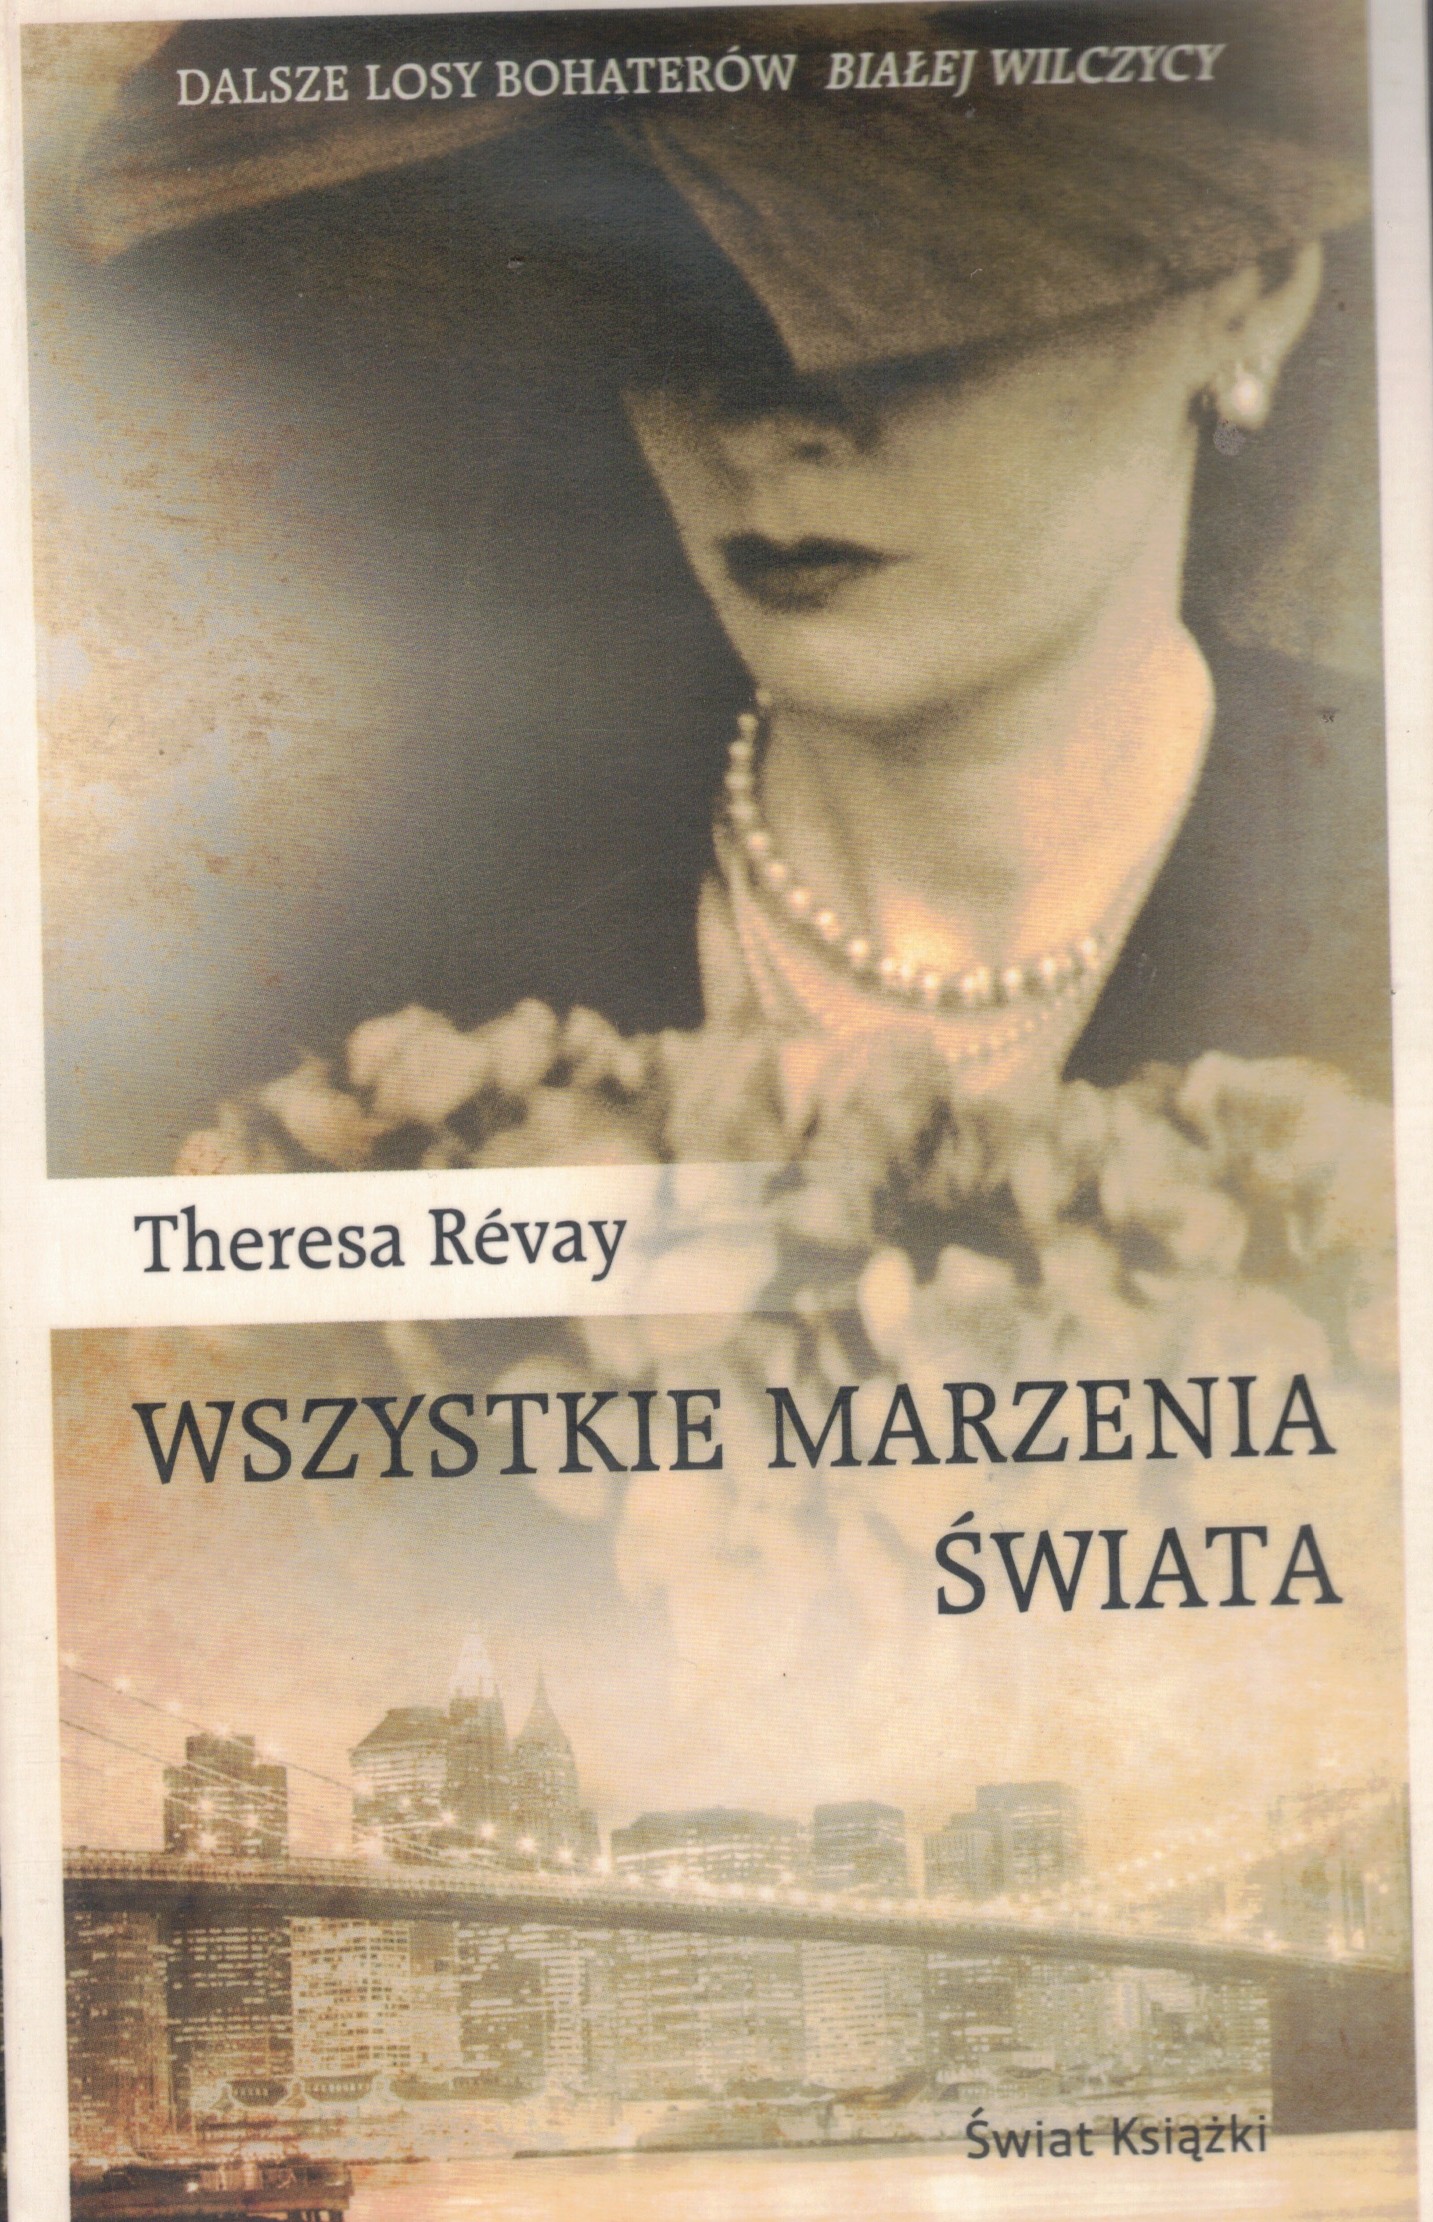 DALSZE LOSY BOHATERÓW BIAŁEJ WILCZYCY
Theresa Révay
WSZYSTKIE MARZENIA
ŚWIATA
Świat Książki